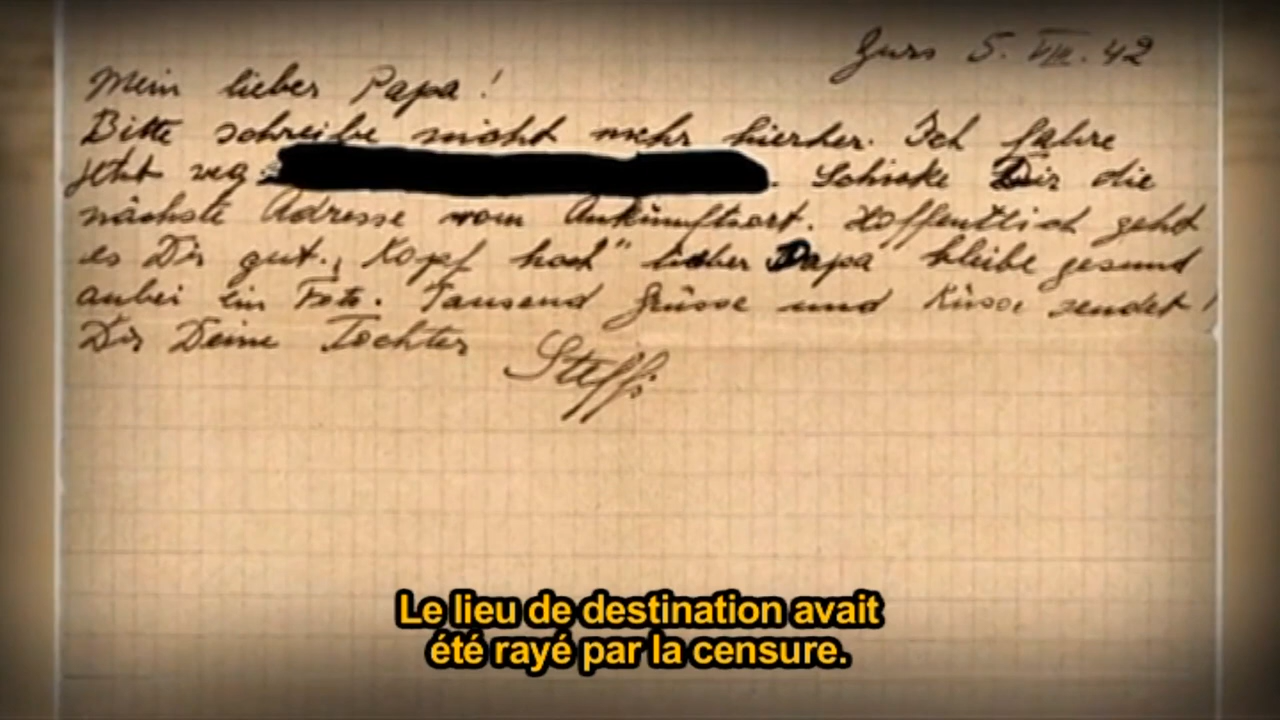 Gurs 5. VIII. 42
Mein lieber Papa!
Bitte schreibe nicht mehr hierher. Ich fahre
jetzt weg . Schicke Dir die
nächste Adresse vom Ankunftsort. Hoffentlich geht
es Dir gut. „Kopf hoch" lieber Papa bleibe gesund
anbei ein Foto. Tausend Grüsse und Küsse sendet
Dir Deine Tochter Steffi
Le lieu de destination avait
été rayé par la censure.